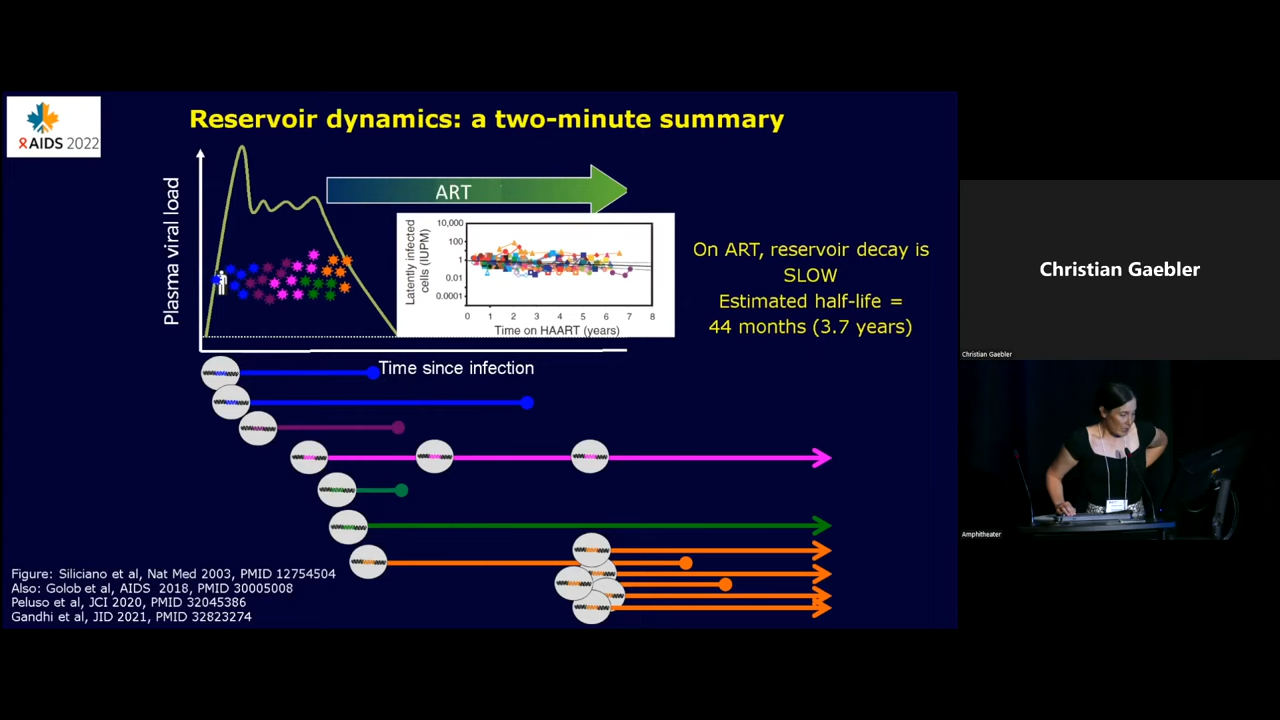 Reservoir dynamics: a two-minute summary
AIDS 2022
Plasma viral load
ART
Latently infected
cells (IUPM)
10,000
100
1
0.01
0.0001
0 1 2 3 4 5 6 7 8
Time on HAART (years)
On ART, reservoir decay is
SLOW
Estimated half-life =
44 months (3.7 years)
Time since infection
Figure: Siliciano et al, Nat Med 2003, PMID 12754504
Also: Golob et al, AIDS 2018, PMID 30005008
Peluso et al, JCI 2020, PMID 32045386
Gandhi et al, JID 2021, PMID 32823274
Christian Gaebler
Christian Gaebler
Amphitheater